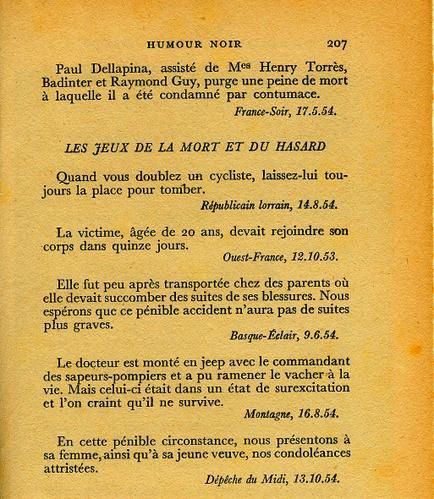 HUMOUR NOIR 207
Paul Dellapina, assisté de Mes Henry Torrès,
Badinter et Raymond Guy, purge une peine de mort
à laquelle il a été condamné par contumace.
France-Soir, 17.5.54.
LES JEUX DE LA MORT ET DU HASARD
Quand vous doublez un cycliste, laissez-lui tou-
jours la place pour tomber.
Républicain lorrain, 14.8.54.
La victime, âgée de 20 ans, devait rejoindre son
corps dans quinze jours.
Ouest-France, 12.10.53.
Elle fut peu après transportée chez des parents où
elle devait succomber des suites de ses blessures. Nous
espérons que ce pénible accident n'aura pas de suites
plus graves.
Basque-Éclair, 9.6.54.
Le docteur est monté en jeep avec le commandant
des sapeurs-pompiers et a pu ramener le vacher à la
vie. Mais celui-ci était dans un état de surexcitation
et l'on craint qu'il ne survive.
Montagne, 16.8.54.
En cette pénible circonstance, nous présentons à
sa femme, ainsi qu'à sa jeune veuve, nos condoléances
attristées.
Dépêche du Midi, 13.10.54.